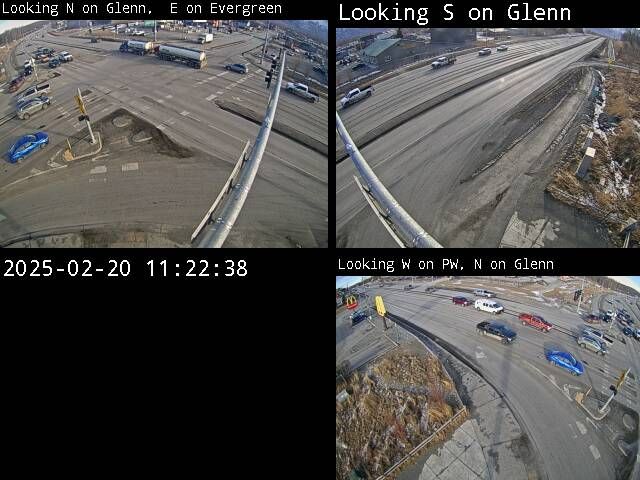 Looking N on Glenn,  E on Evergreen
Looking S on Glenn
2025-02-20 11:22:38
Looking W on PW, N on Glenn